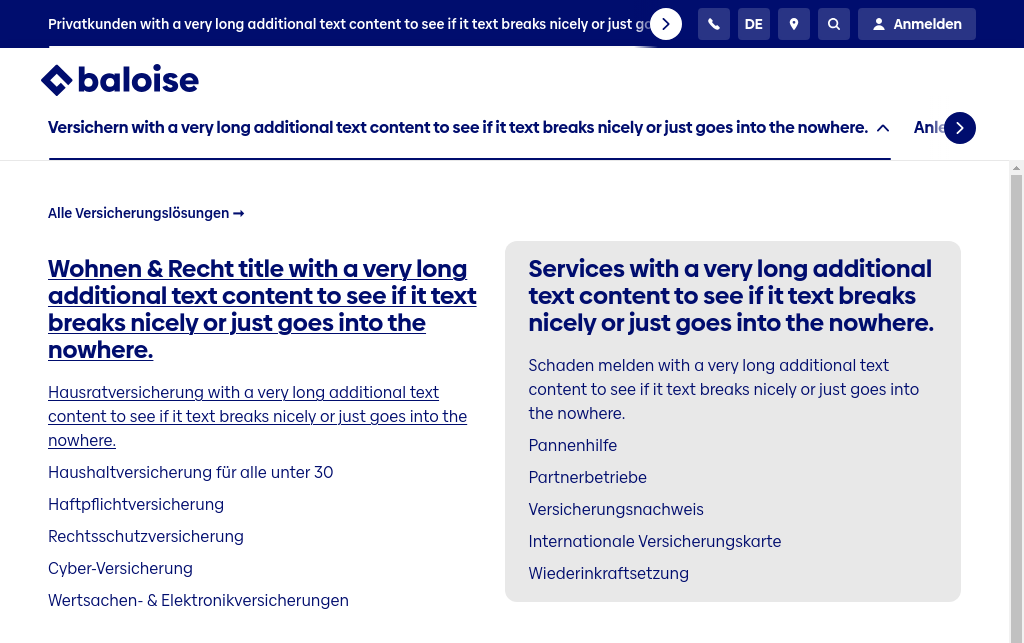 Privatkunden with a very long additional text content to see if it text breaks nicely or just
DE
Anmelden
baloise
Versichern with a very long additional text content to see if it text breaks nicely or just goes into the nowhere.
Alle Versicherungslösungen →
Wohnen & Recht title with a very long
additional text content to see if it text
breaks nicely or just goes into the
nowhere.
Hausratversicherung with a very long additional text
content to see if it text breaks nicely or just goes into the
nowhere.
Haushaltversicherung für alle unter 30
Haftpflichtversicherung
Rechtsschutzversicherung
Cyber-Versicherung
Wertsachen- & Elektronikversicherungen
Services with a very long additional
text content to see if it text breaks
nicely or just goes into the nowhere.
Schaden melden with a very long additional text
content to see if it text breaks nicely or just goes into
the nowhere.
Pannenhilfe
Partnerbetriebe
Versicherungsnachweis
Internationale Versicherungskarte
Wiederinkraftsetzung